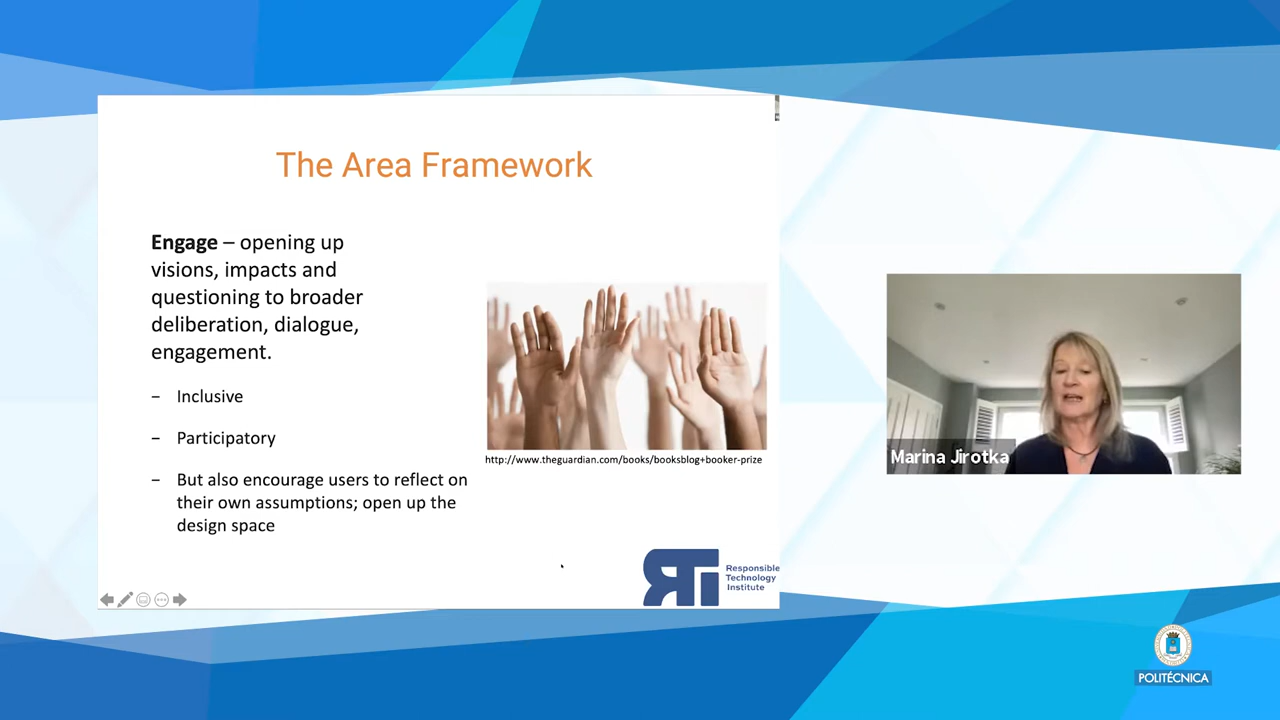 The Area Framework
Engage – opening up
visions, impacts and
questioning to broader
deliberation, dialogue,
engagement.
– Inclusive
– Participatory
– But also encourage users to reflect on
their own assumptions; open up the
design space
http://www.theguardian.com/books/booksblog+booker-prize
RTI
Responsible
Technology
Institute
Marina Jirotka
POLITÉCNICA